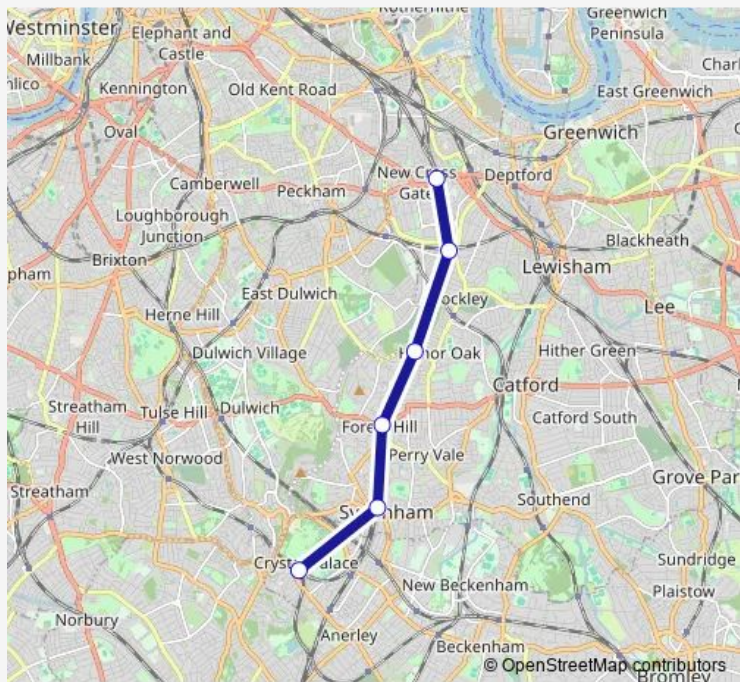 Westminster
Elephant and
Castle
Greenwich
Peninsula
Millbank
Kennington
Old Kent Road
East Greenwich
Oval
Greenwich
Camberwell
Peckham
New Cross
Gate
Deptford
Loughborough
Junction
Brixton
Blackheath
Lewisham
East Dulwich
Lee
Herne Hill
Dulwich Village
Honor Oak
Hither Green
Catford
Streatham
Hill
Tulse Hill
Dulwich
Forest Hill
Catford South
West Norwood
Perry Vale
Streatham
Southend
Sydenham
Crystal Palace
New Beckenham
Sundridge
Plaistow
Norbury
Anerley
Beckenham
© OpenStreetMap contributors
Bromley